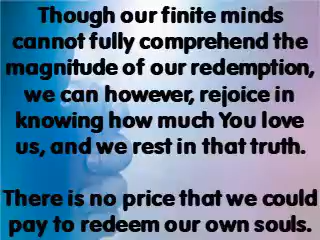 Though our finite minds
cannot fully comprehend the
magnitude of our redemption,
we can however, rejoice in
knowing how much You love
us, and we rest in that truth.
There is no price that we could
pay to redeem our own souls.